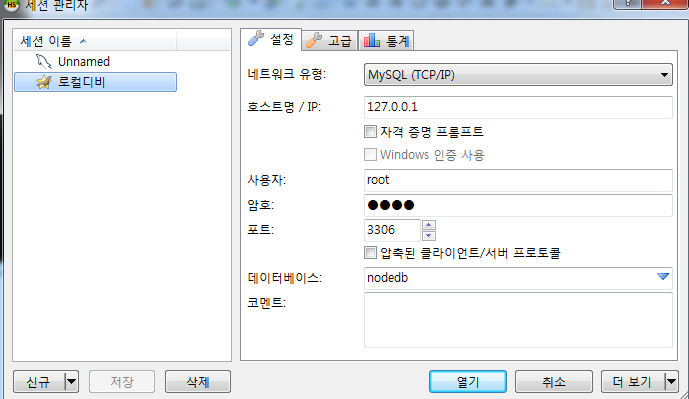 HS 세션 관리자
세션 이름
Unnamed
로컬디비
설정 고급 통계
네트워크 유형: MySQL (TCP/IP)
호스트명 / IP: 127.0.0.1
자격 증명 프롬프트
Windows 인증 사용
사용자: root
암호: ●●●●
포트: 3306
압축된 클라이언트/서버 프로토콜
데이터베이스: nodedb
코멘트:
신규 저장 삭제 열기 취소 더 보기